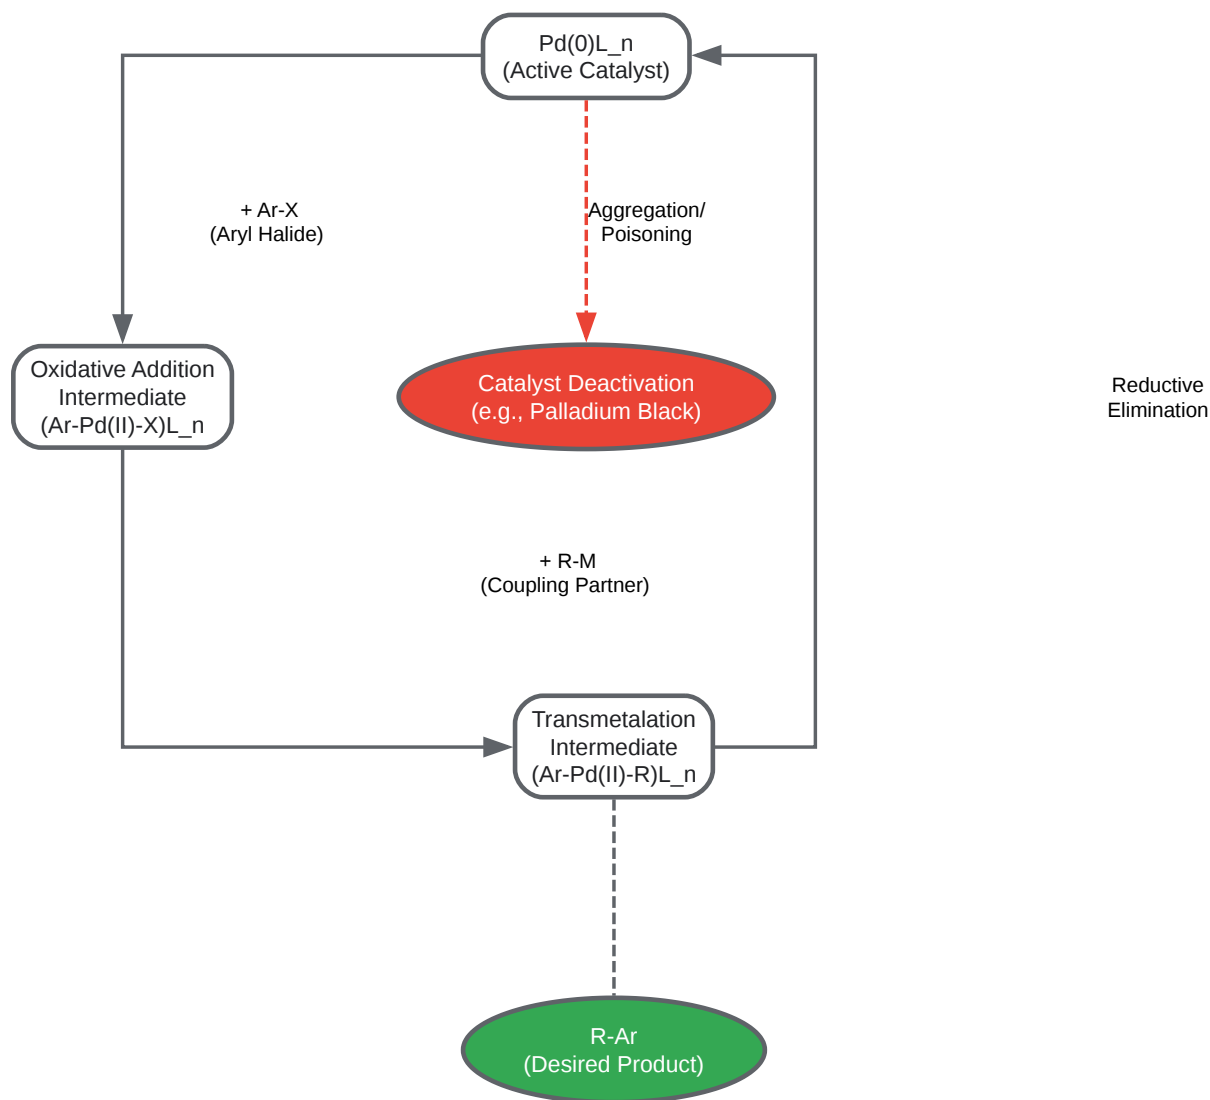 Pd(0)L_n
(Active Catalyst)
+ Ar-X
(Aryl Halide)
Aggregation/
Poisoning
Oxidative Addition
Intermediate
(Ar-Pd(II)-X)L_n
Catalyst Deactivation
(e.g., Palladium Black)
Reductive
Elimination
+ R-M
(Coupling Partner)
Transmetalation
Intermediate
(Ar-Pd(II)-R)L_n
R-Ar
(Desired Product)